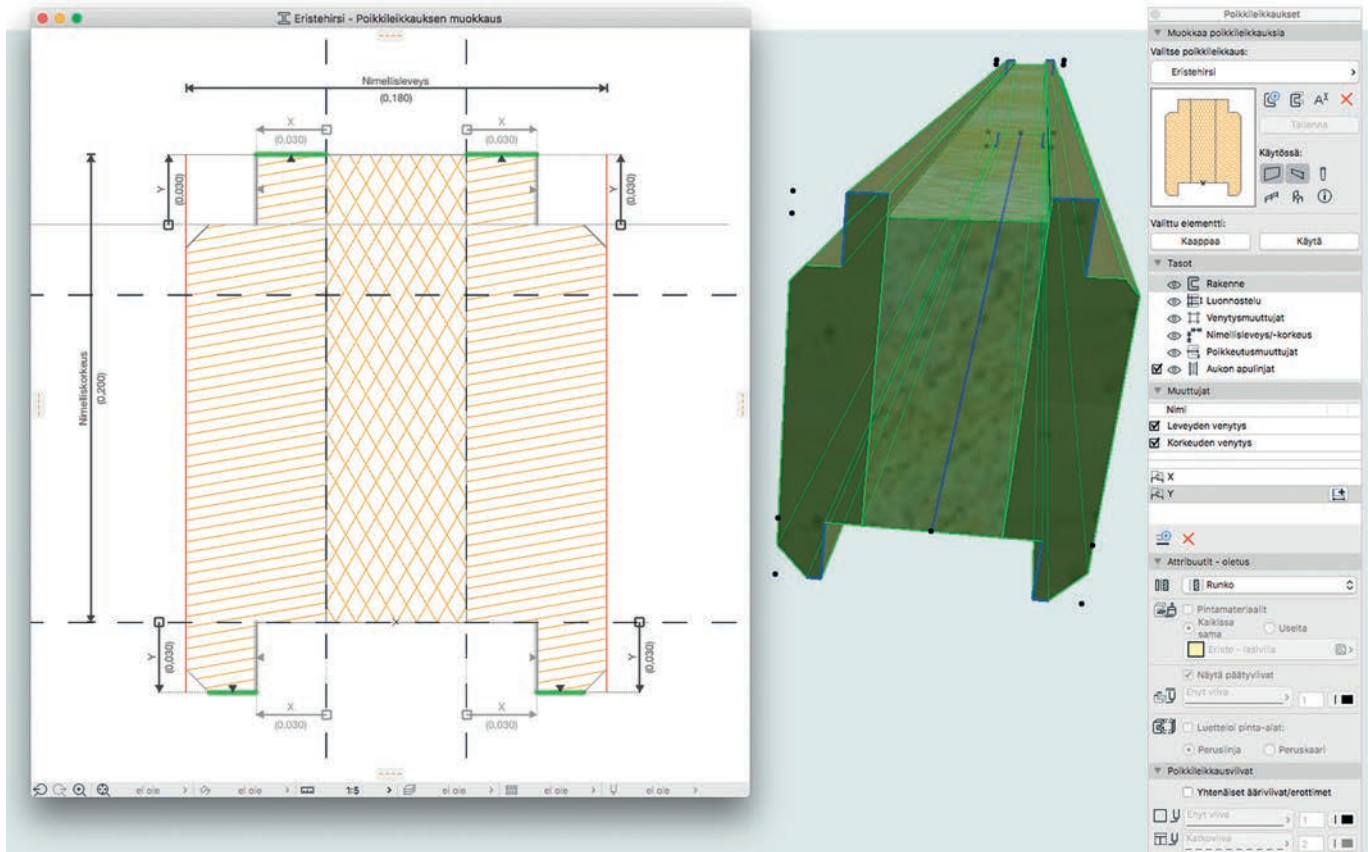 Eristehirsi - Poikkileikkauksen muokkaus
Nimellisleveys
(0,180)
X
(0,030)
X
(0,030)
Y
(0,030)
Y
(0,030)
Nimelliskorkeus
(0,200)
Y
(0,030)
Y
(0,030)
X
(0,030)
X
(0,030)
ei ole
ei ole
1:5
ei ole
ei ole
ei ole
Poikkileikkaukset
Muokkaa poikkileikkauksia
Valitse poikkileikkaus:
Eristehirsi
Tallenna
Käytössä:
Valittu elementti:
Kaappaa
Käytä
Tasot
Rakenne
Luonnostelu
Venytysmuuttujat
Nimellisleveys/-korkeus
Poikkeutusmuuttujat
Aukon apulinjat
Muuttujat
Nimi
Leveyden venytys
Korkeuden venytys
X
Y
Attribuutit - oletus
Runko
Pintamateriaalit
Kaikissa sama
Useita
Eriste - lasivilla
Näytä päätyviivat
Ehyt viiva
1
Luetteloi pinta-alat:
Peruslinja
Peruskaari
Poikkileikkausviivat
Yhtenäiset ääriviivat/erottimet
Ehyt viiva
1
Katkoviiva
2